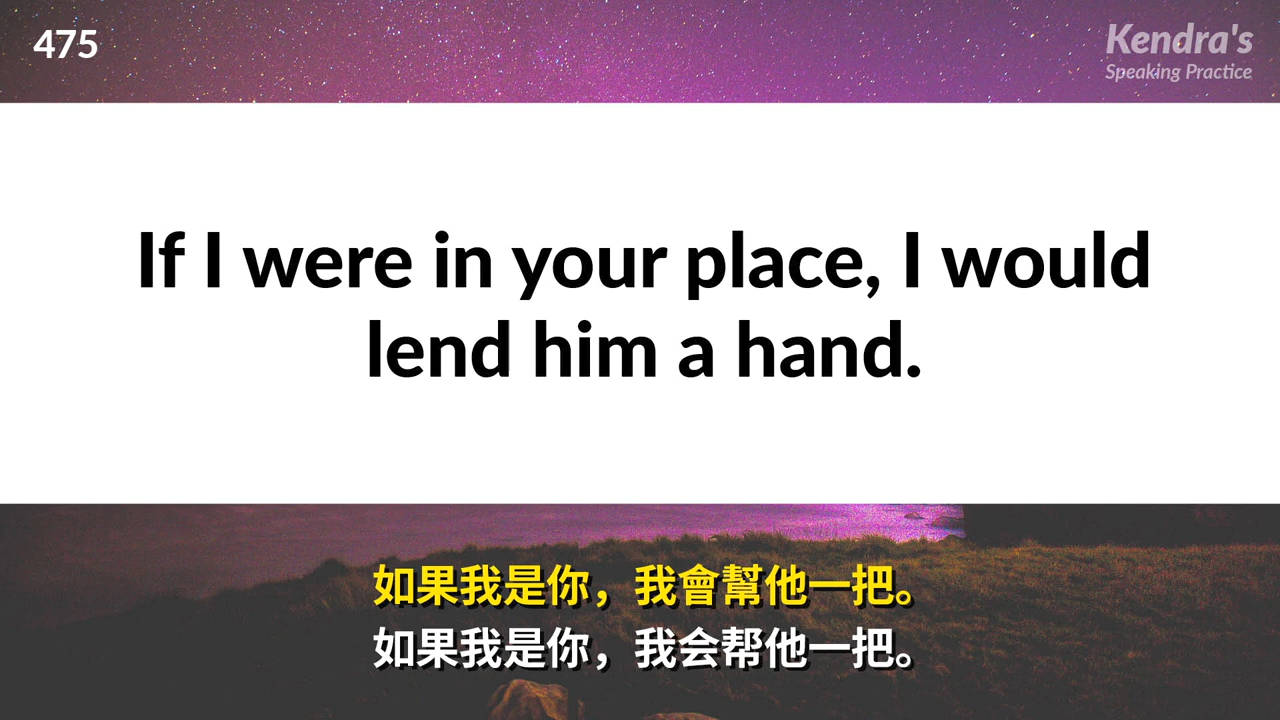 475
Kendra's
Speaking Practice
If I were in your place, I would
lend him a hand.
如果我是你，我會幫他一把。
如果我是你，我会帮他一把。